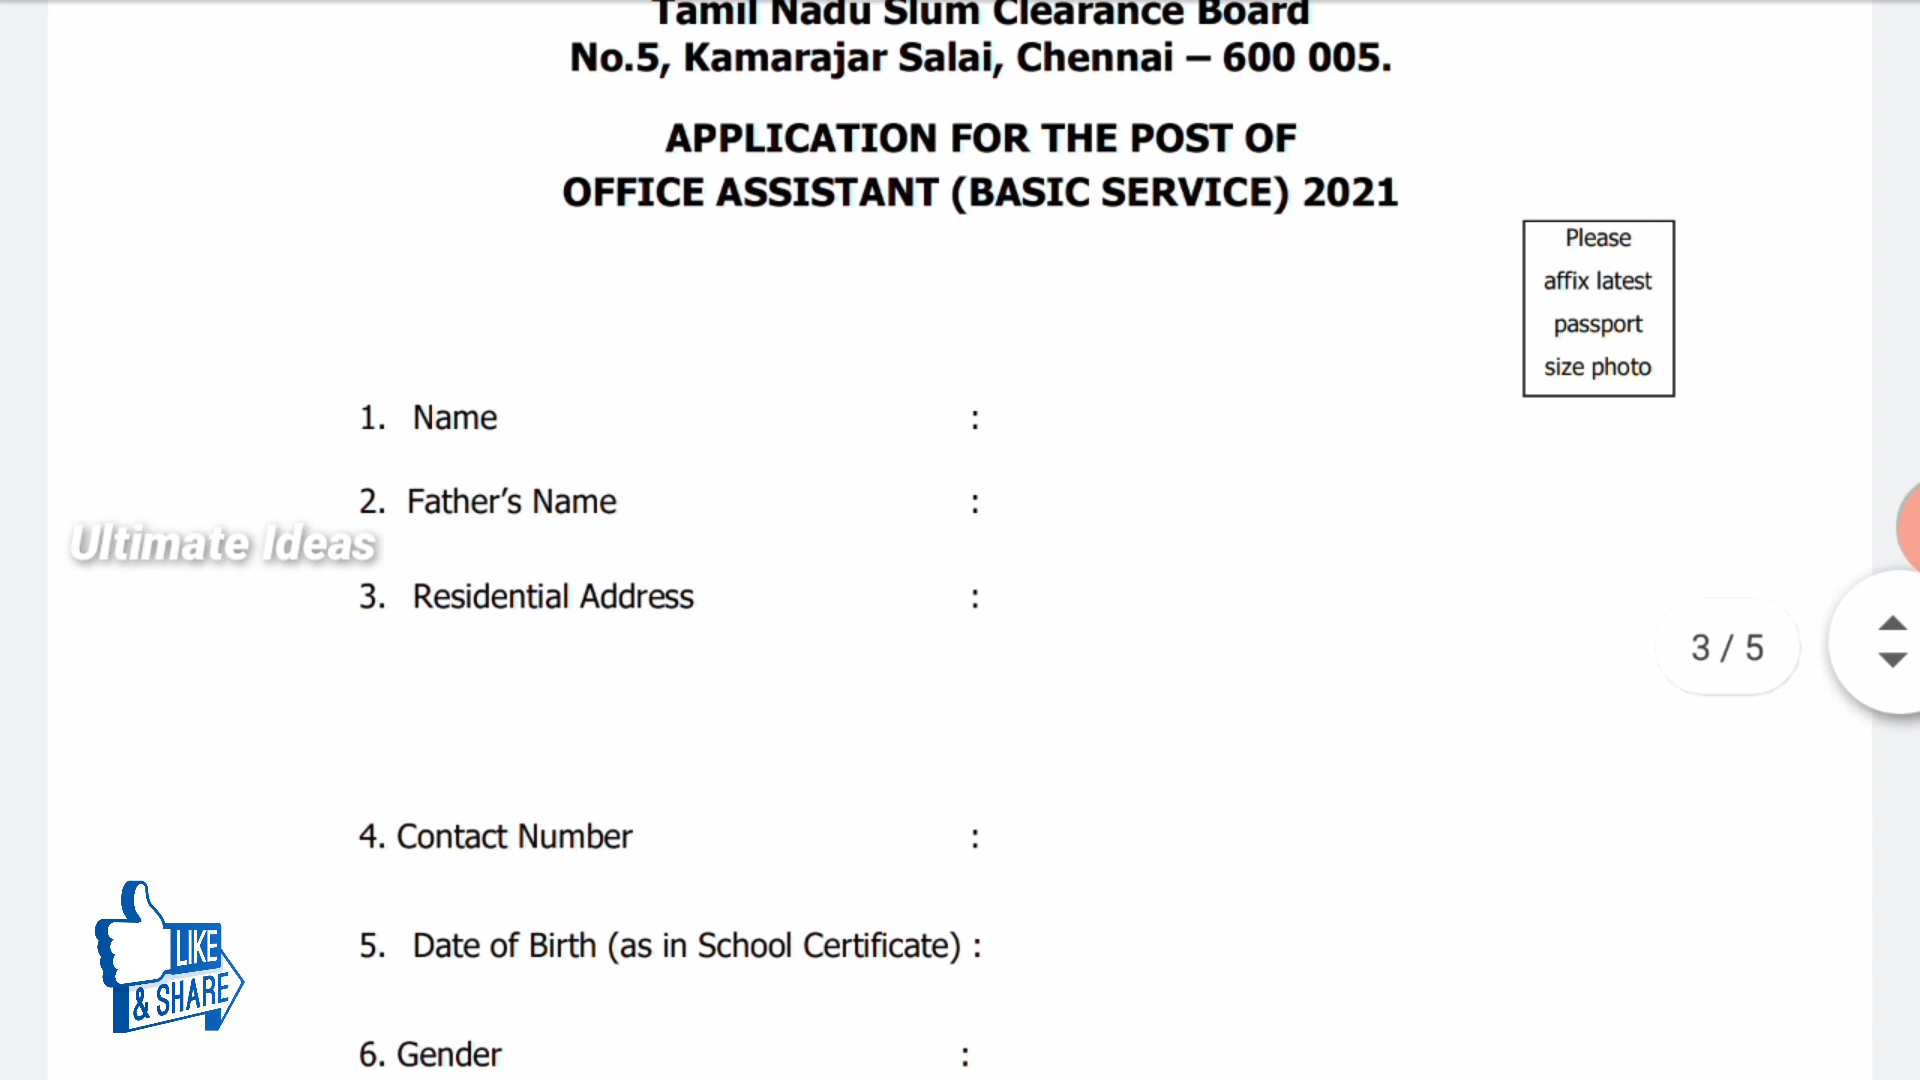 Tamil Nadu Slum Clearance Board
No.5, Kamarajar Salai, Chennai – 600 005.
APPLICATION FOR THE POST OF
OFFICE ASSISTANT (BASIC SERVICE) 2021
Please
affix latest
passport
size photo
1. Name :
2. Father’s Name :
Ultimate Ideas
3. Residential Address :
3 / 5
4. Contact Number :
5. Date of Birth (as in School Certificate) :
LIKE
& SHARE
6. Gender :